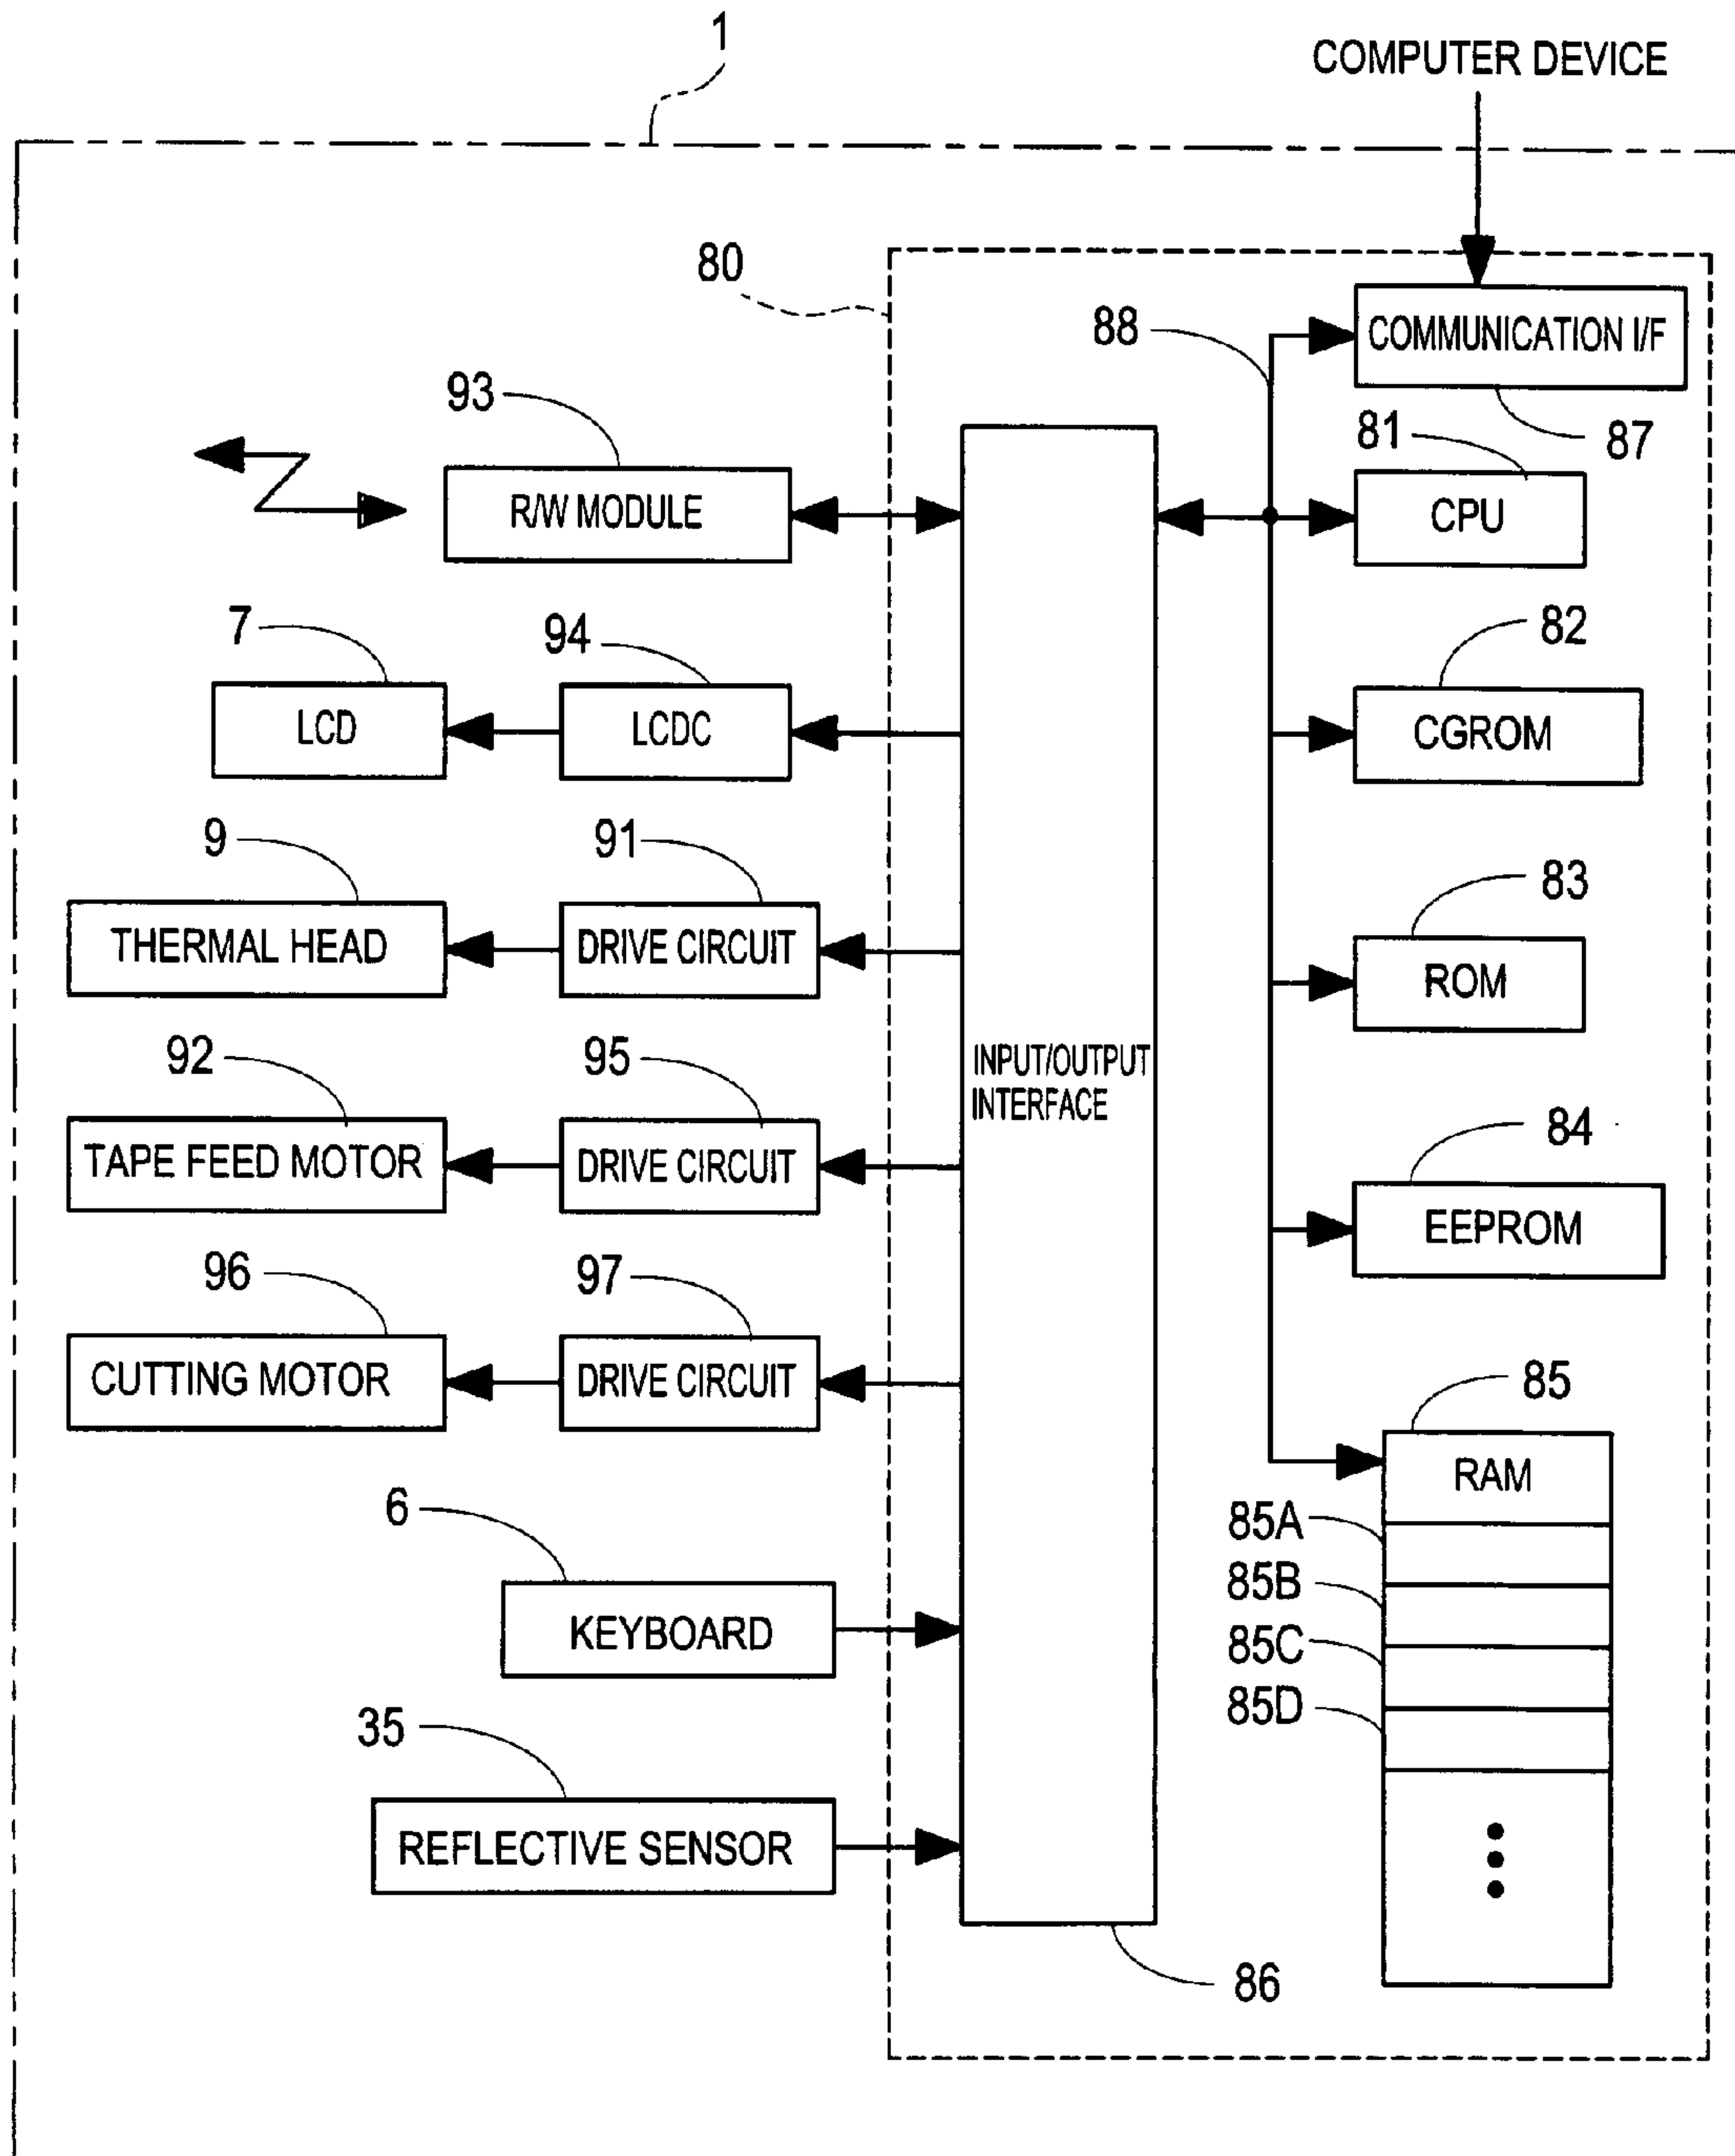 1
COMPUTER DEVICE
80
88
COMMUNICATION I/F
93
81
87
R/W MODULE
CPU
7
94
82
LCD
LCDC
CGROM
9
91
83
THERMAL HEAD
DRIVE CIRCUIT
ROM
92
95
INPUT/OUTPUT
INTERFACE
84
TAPE FEED MOTOR
DRIVE CIRCUIT
EEPROM
96
97
CUTTING MOTOR
DRIVE CIRCUIT
85
RAM
6
85A
KEYBOARD
85B
85C
35
85D
REFLECTIVE SENSOR
86